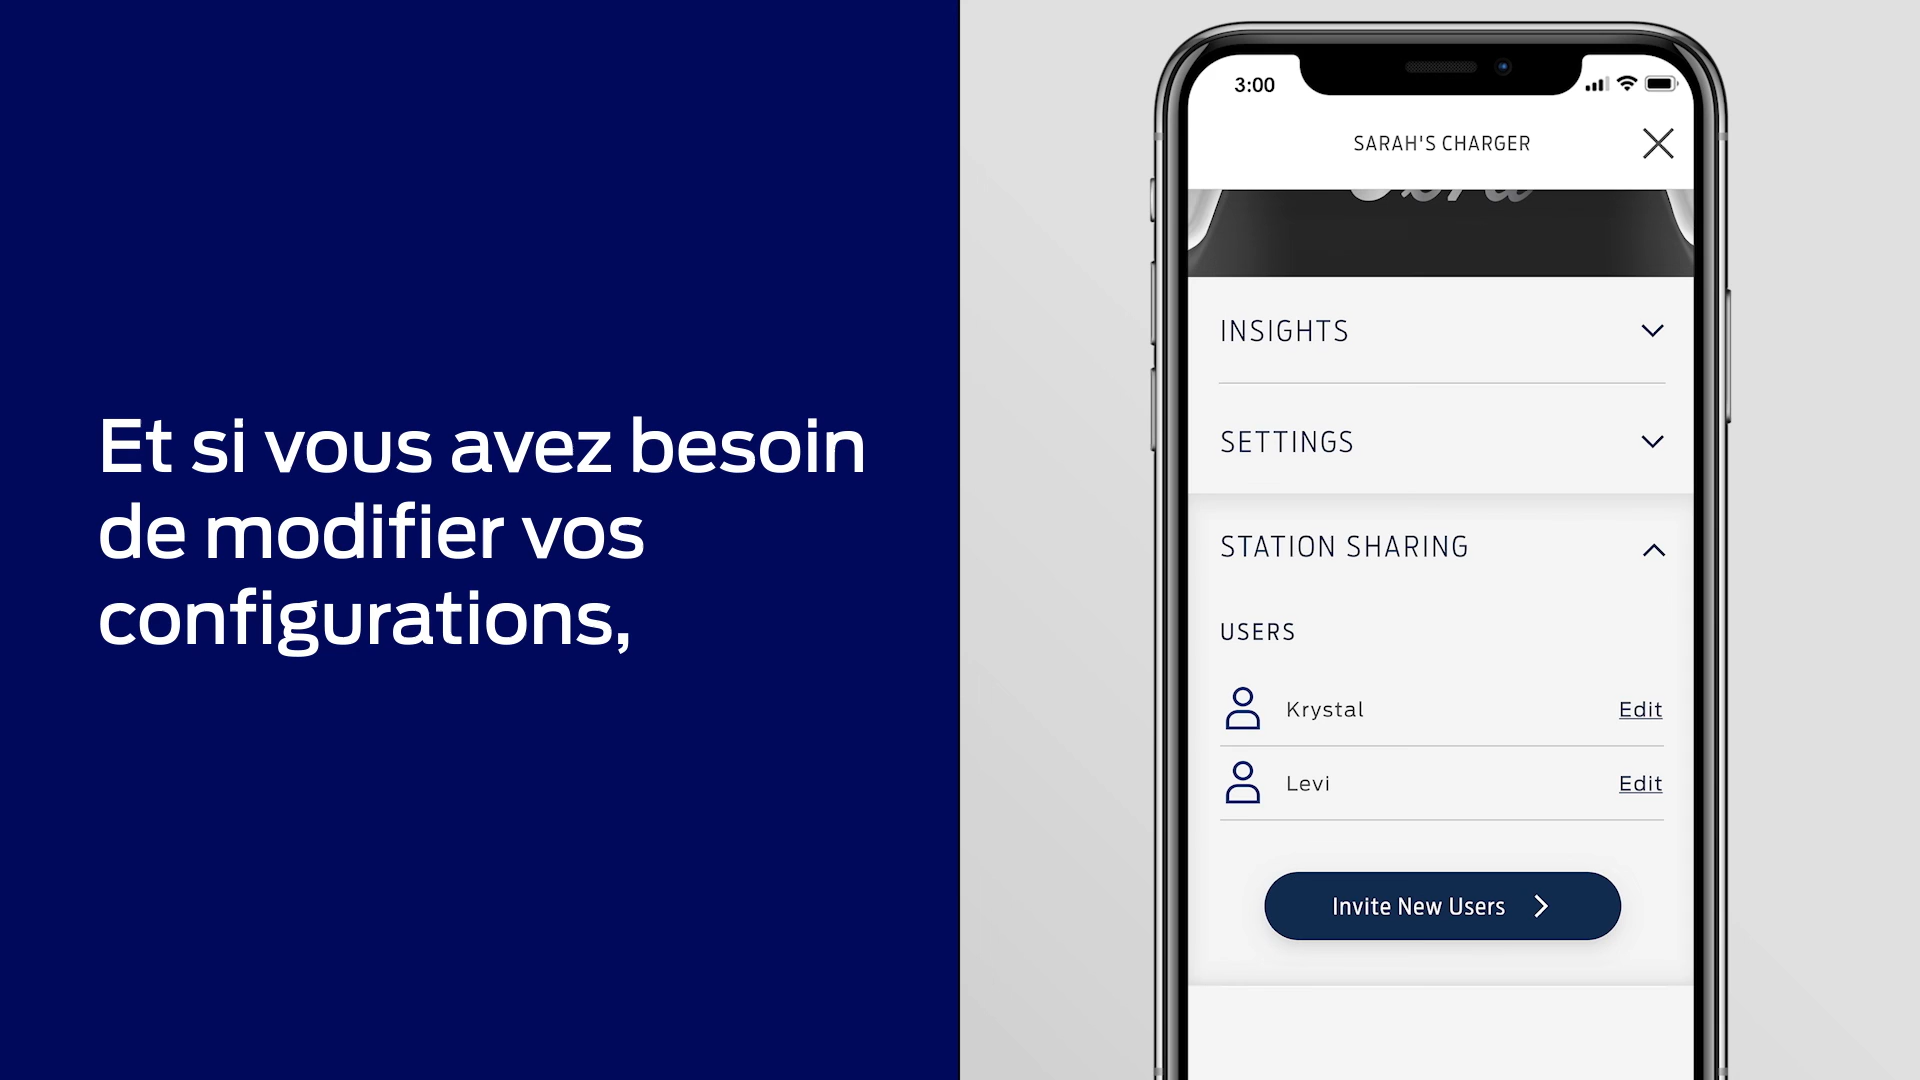 Et si vous avez besoin
de modifier vos
configurations,
3:00
SARAH'S CHARGER
INSIGHTS
SETTINGS
STATION SHARING
USERS
Krystal Edit
Levi Edit
Invite New Users